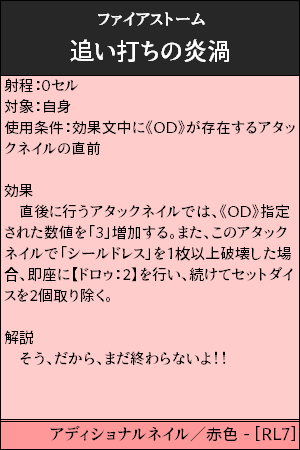 ファイアストーム
追い打ちの炎渦
射程：0セル
対象：自身
使用条件：効果文中に《OD》が存在するアタッ
クネイルの直前
効果
　直後に行うアタックネイルでは、《OD》指定
された数値を「3」増加する。また、このアタック
ネイルで「シールドレス」を1枚以上破壊した場
合、即座に【ドロゥ：2】を行い、続けてセットダイ
スを2個取り除く。
解説
　そう、だから、まだ終わらないよ！！
アディショナルネイル／赤色 - [RL7]